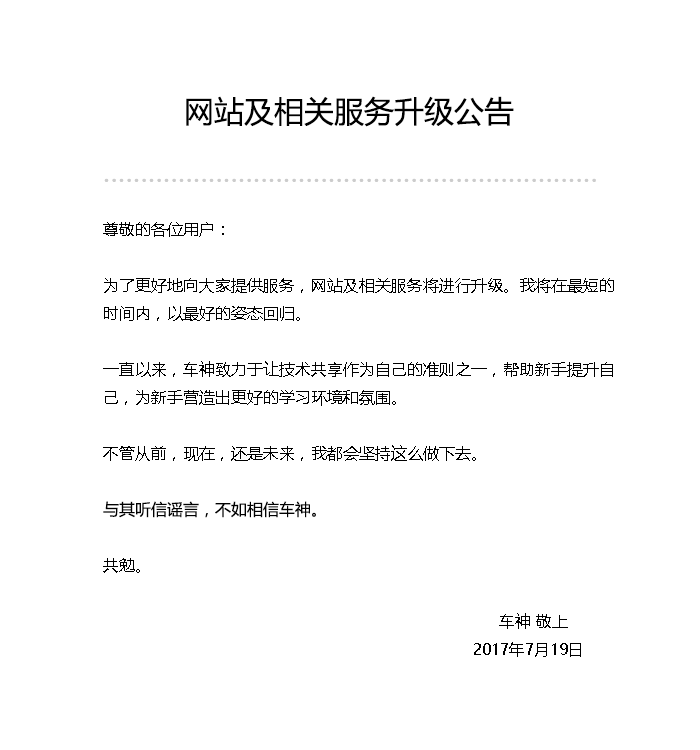 网站及相关服务升级公告
尊敬的各位用户：
为了更好地向大家提供服务，网站及相关服务将进行升级。我将在最短的
时间内，以最好的姿态回归。
一直以来，车神致力于让技术共享作为自己的准则之一，帮助新手提升自
己，为新手营造出更好的学习环境和氛围。
不管从前，现在，还是未来，我都会坚持这么做下去。
与其听信谣言，不如相信车神。
共勉。
车神 敬上
2017年7月19日